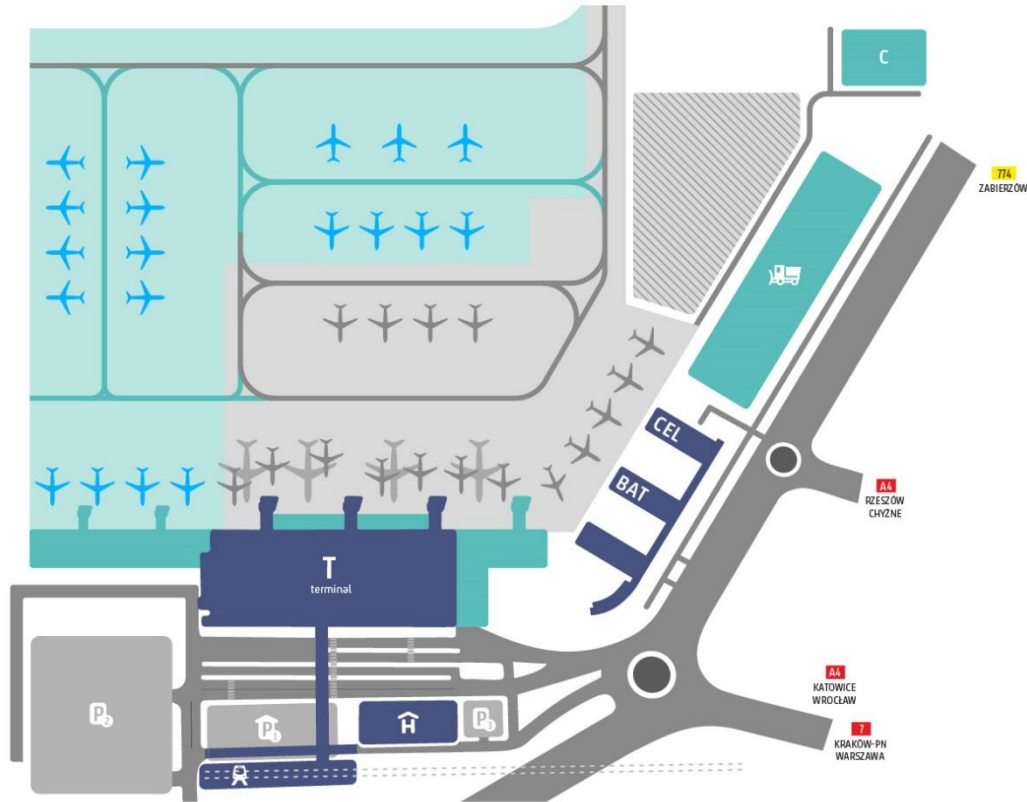 C
774
ZABIERZÓW
CEL
BAT
A4
RZESZÓW
CHYŻNE
T
terminal
A4
KATOWICE
WROCŁAW
7
KRAKÓW-PN
WARSZAWA
P2
P1
H
P3